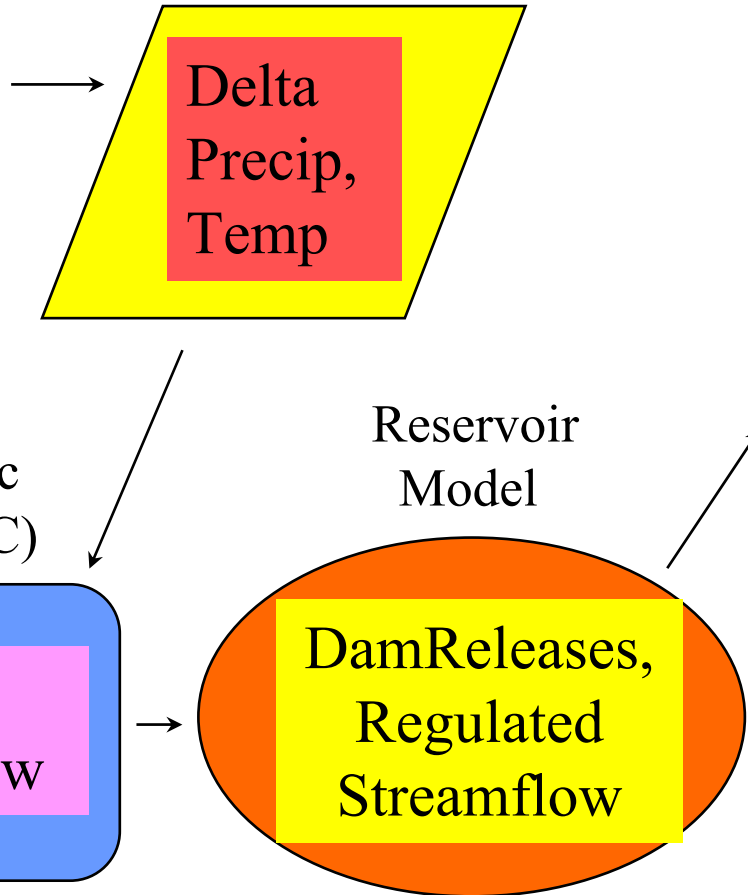 Delta
Precip,
Temp
Reservoir
Model
c
C)
DamReleases,
Regulated
Streamflow
w